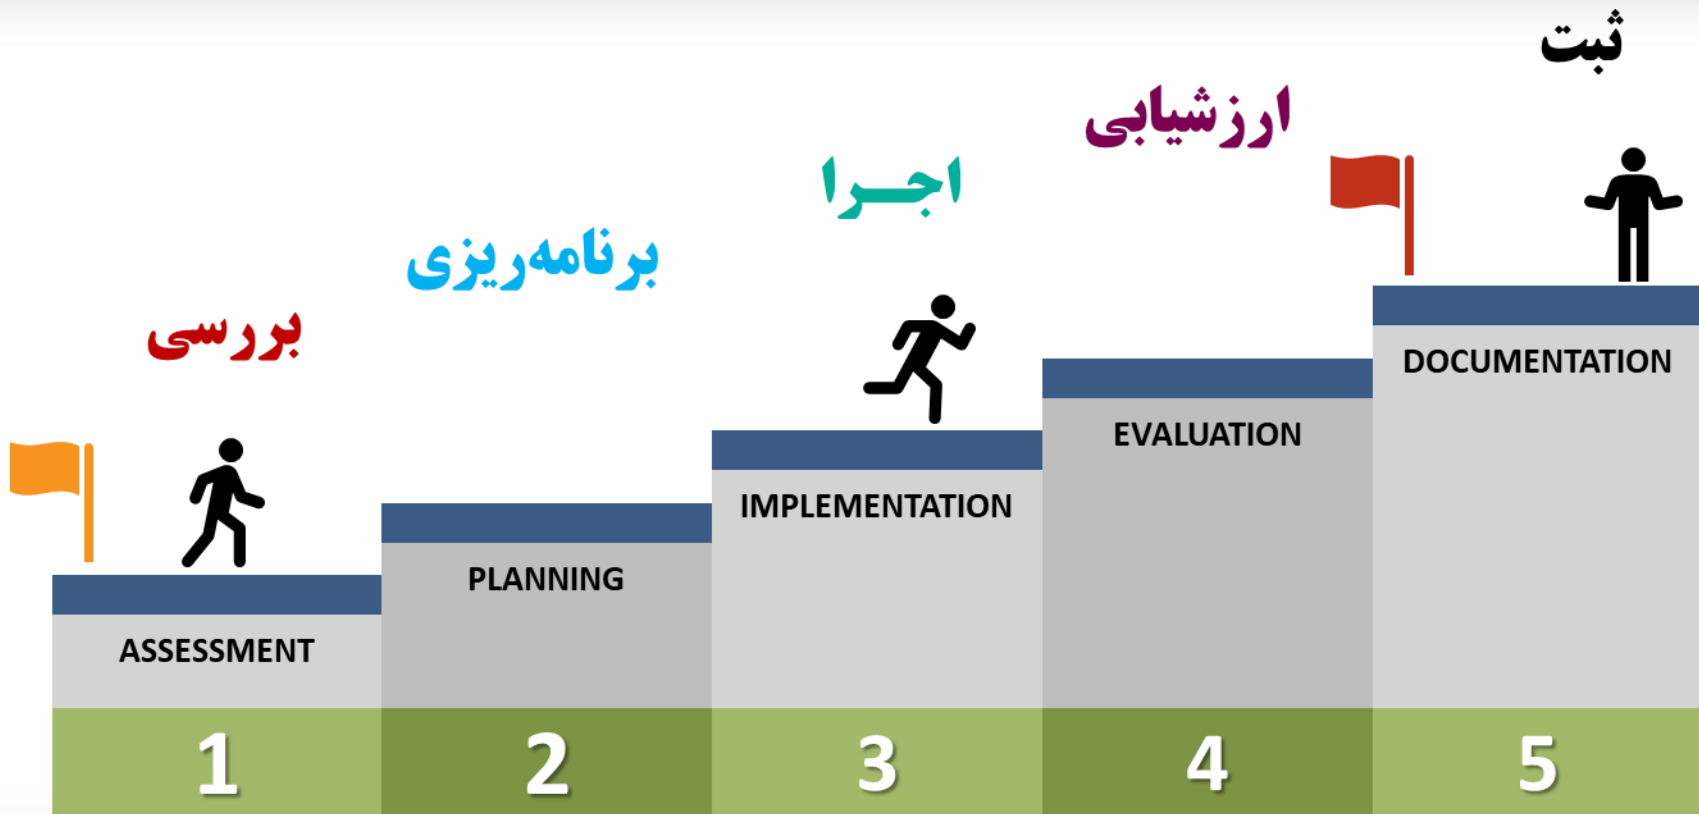 بررسی
برنامه‌ریزی
اجـــرا
ارزشیابی
ثبت
ASSESSMENT
PLANNING
IMPLEMENTATION
EVALUATION
DOCUMENTATION
1
2
3
4
5